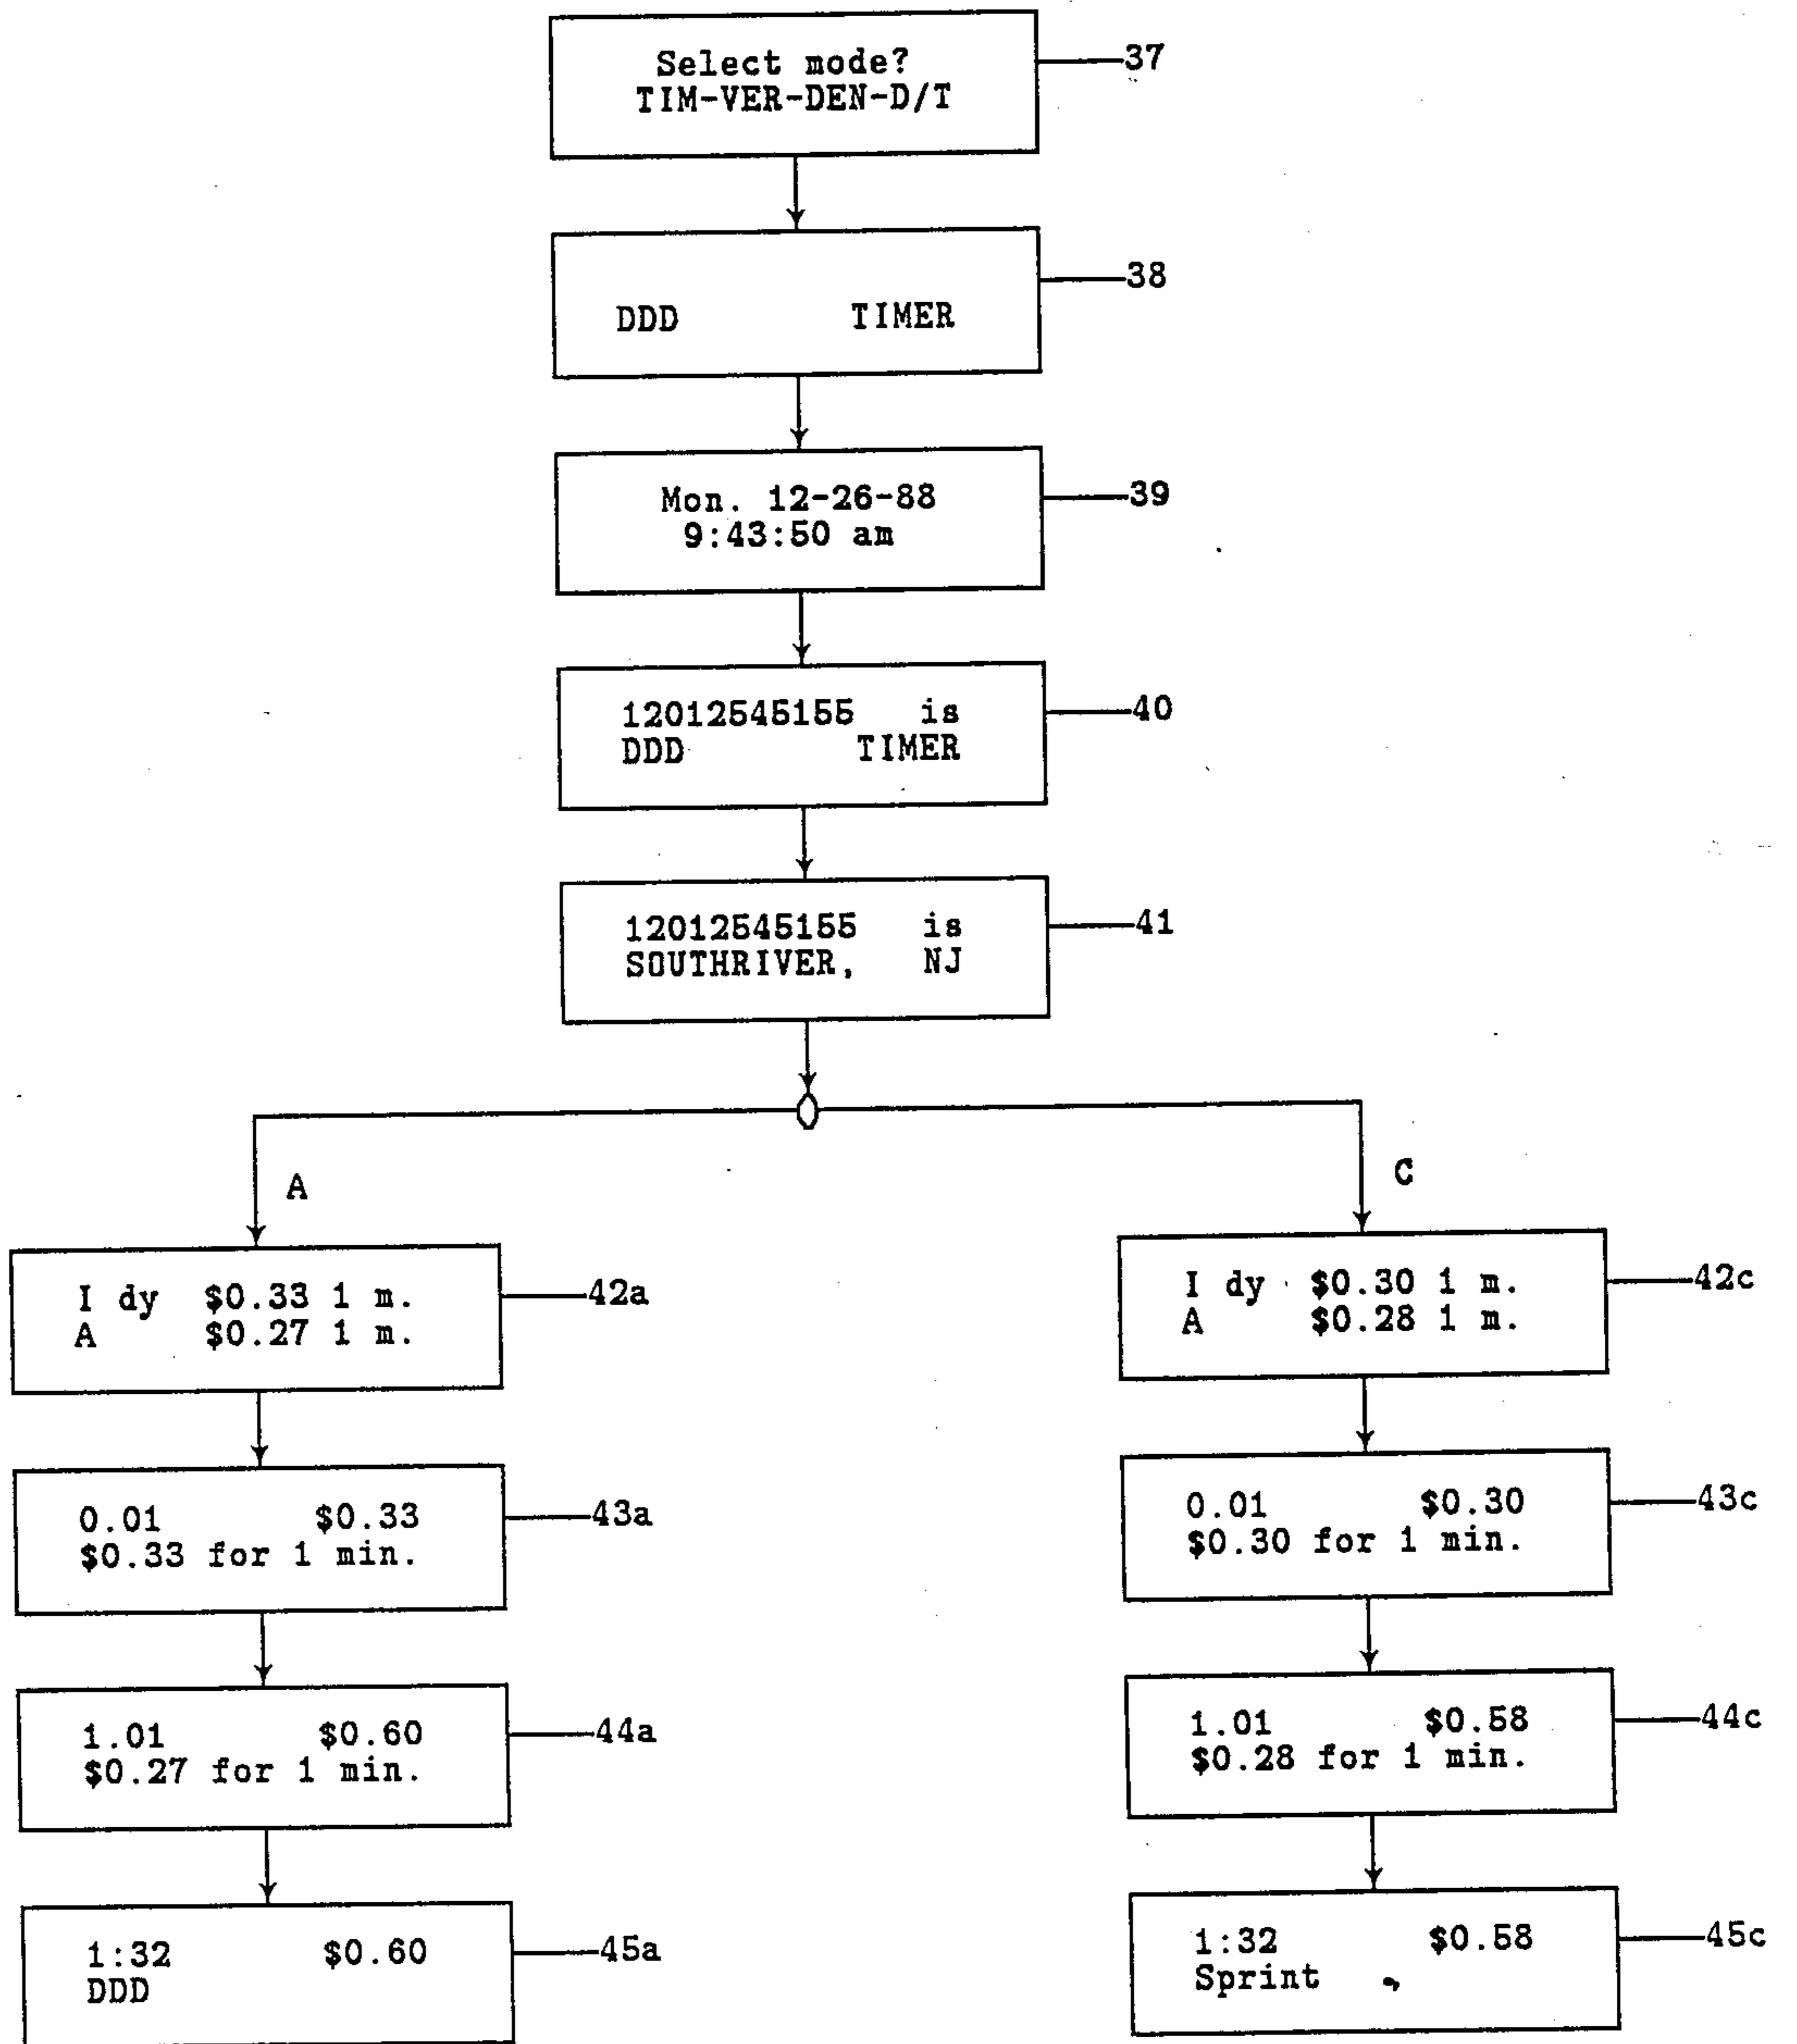 Select mode?
TIM-VER-DEN-D/T
37
DDD TIMER
38
Mon. 12-26-88
9:43:50 am
39
12012545155 is
DDD TIMER
40
12012545155 is
SOUTHRIVER, NJ
41
A
C
I dy $0.33 1 m.
A $0.27 1 m.
42a
I dy $0.30 1 m.
A $0.28 1 m.
42c
0.01 $0.33
$0.33 for 1 min.
43a
0.01 $0.30
$0.30 for 1 min.
43c
1.01 $0.60
$0.27 for 1 min.
44a
1.01 $0.58
$0.28 for 1 min.
44c
1:32 $0.60
DDD
45a
1:32 $0.58
Sprint
45c